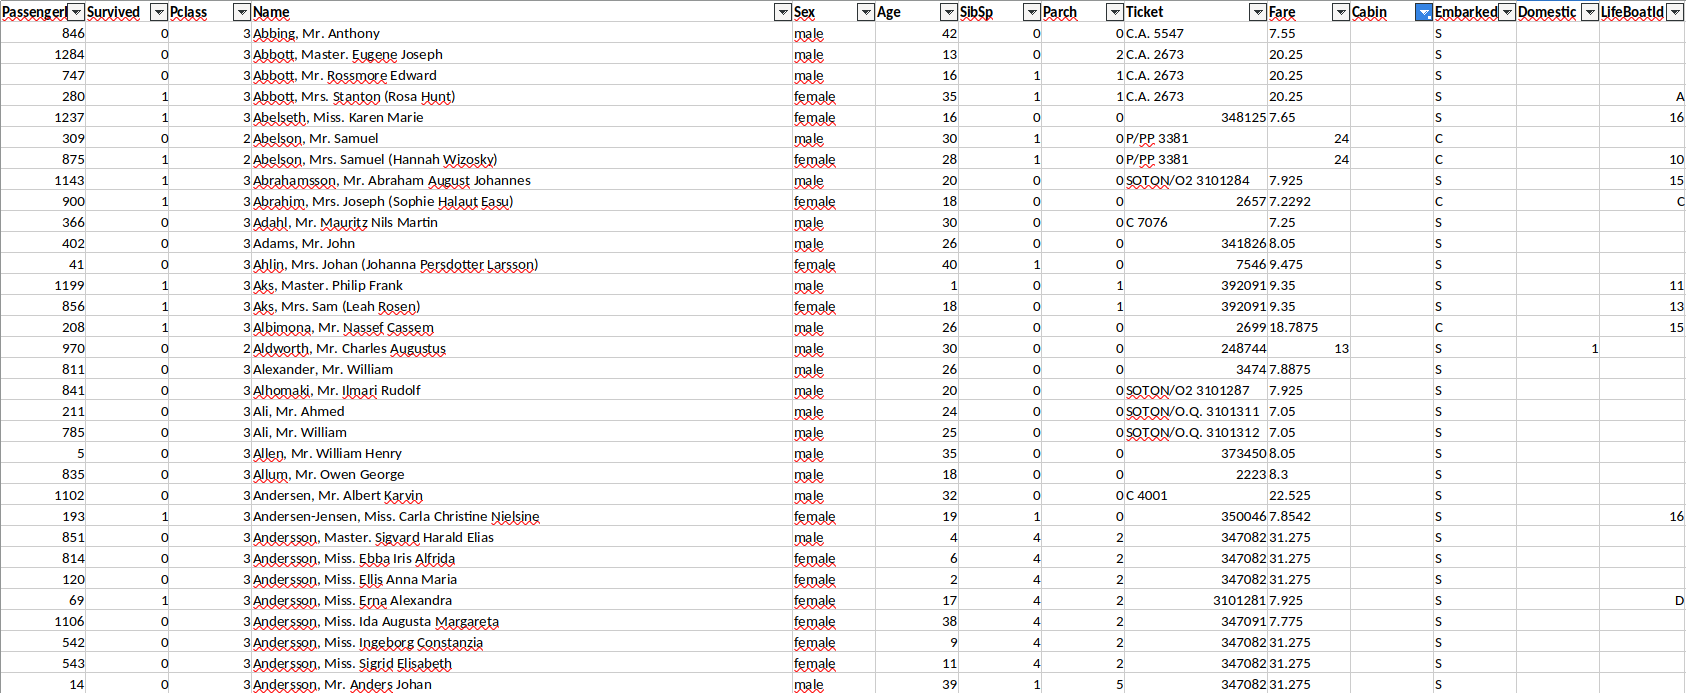 PassengerI Survived Pclass Name Sex Age SibSp Parch Ticket Fare Cabin Embarked Domestic LifeBoatId
846 0 3 Abbing, Mr. Anthony male 42 0 0 C.A. 5547 7.55 S
1284 0 3 Abbott, Master. Eugene Joseph male 13 0 2 C.A. 2673 20.25 S
747 0 3 Abbott, Mr. Rossmore Edward male 16 1 1 C.A. 2673 20.25 S
280 1 3 Abbott, Mrs. Stanton (Rosa Hunt) female 35 1 1 C.A. 2673 20.25 S A
1237 1 3 Abelseth, Miss. Karen Marie female 16 0 0 348125 7.65 S 16
309 0 2 Abelson, Mr. Samuel male 30 1 0 P/PP 3381 24 C
875 1 2 Abelson, Mrs. Samuel (Hannah Wizosky) female 28 1 0 P/PP 3381 24 C 10
1143 1 3 Abrahamsson, Mr. Abraham August Johannes male 20 0 0 SOTON/O2 3101284 7.925 S 15
900 1 3 Abrahim, Mrs. Joseph (Sophie Halaut Easu) female 18 0 0 2657 7.2292 C C
366 0 3 Adahl, Mr. Mauritz Nils Martin male 30 0 0 C 7076 7.25 S
402 0 3 Adams, Mr. John male 26 0 0 341826 8.05 S
41 0 3 Ahlin, Mrs. Johan (Johanna Persdotter Larsson) female 40 1 0 7546 9.475 S
1199 1 3 Aks, Master. Philip Frank male 1 0 1 392091 9.35 S 11
856 1 3 Aks, Mrs. Sam (Leah Rosen) female 18 0 1 392091 9.35 S 13
208 1 3 Albimona, Mr. Nassef Cassem male 26 0 0 2699 18.7875 C 15
970 0 2 Aldworth, Mr. Charles Augustus male 30 0 0 248744 13 S 1
811 0 3 Alexander, Mr. William male 26 0 0 3474 7.8875 S
841 0 3 Alhomaki, Mr. Ilmari Rudolf male 20 0 0 SOTON/O2 3101287 7.925 S
211 0 3 Ali, Mr. Ahmed male 24 0 0 SOTON/O.Q. 3101311 7.05 S
785 0 3 Ali, Mr. William male 25 0 0 SOTON/O.Q. 3101312 7.05 S
5 0 3 Allen, Mr. William Henry male 35 0 0 373450 8.05 S
835 0 3 Allum, Mr. Owen George male 18 0 0 2223 8.3 S
1102 0 3 Andersen, Mr. Albert Karvin male 32 0 0 C 4001 22.525 S
193 1 3 Andersen-Jensen, Miss. Carla Christine Nielsine female 19 1 0 350046 7.8542 S 16
851 0 3 Andersson, Master. Sigvard Harald Elias male 4 4 2 347082 31.275 S
814 0 3 Andersson, Miss. Ebba Iris Alfrida female 6 4 2 347082 31.275 S
120 0 3 Andersson, Miss. Ellis Anna Maria female 2 4 2 347082 31.275 S
69 1 3 Andersson, Miss. Erna Alexandra female 17 4 2 3101281 7.925 S D
1106 0 3 Andersson, Miss. Ida Augusta Margareta female 38 4 2 347091 7.775 S
542 0 3 Andersson, Miss. Ingeborg Constanzia female 9 4 2 347082 31.275 S
543 0 3 Andersson, Miss. Sigrid Elisabeth female 11 4 2 347082 31.275 S
14 0 3 Andersson, Mr. Anders Johan male 39 1 5 347082 31.275 S